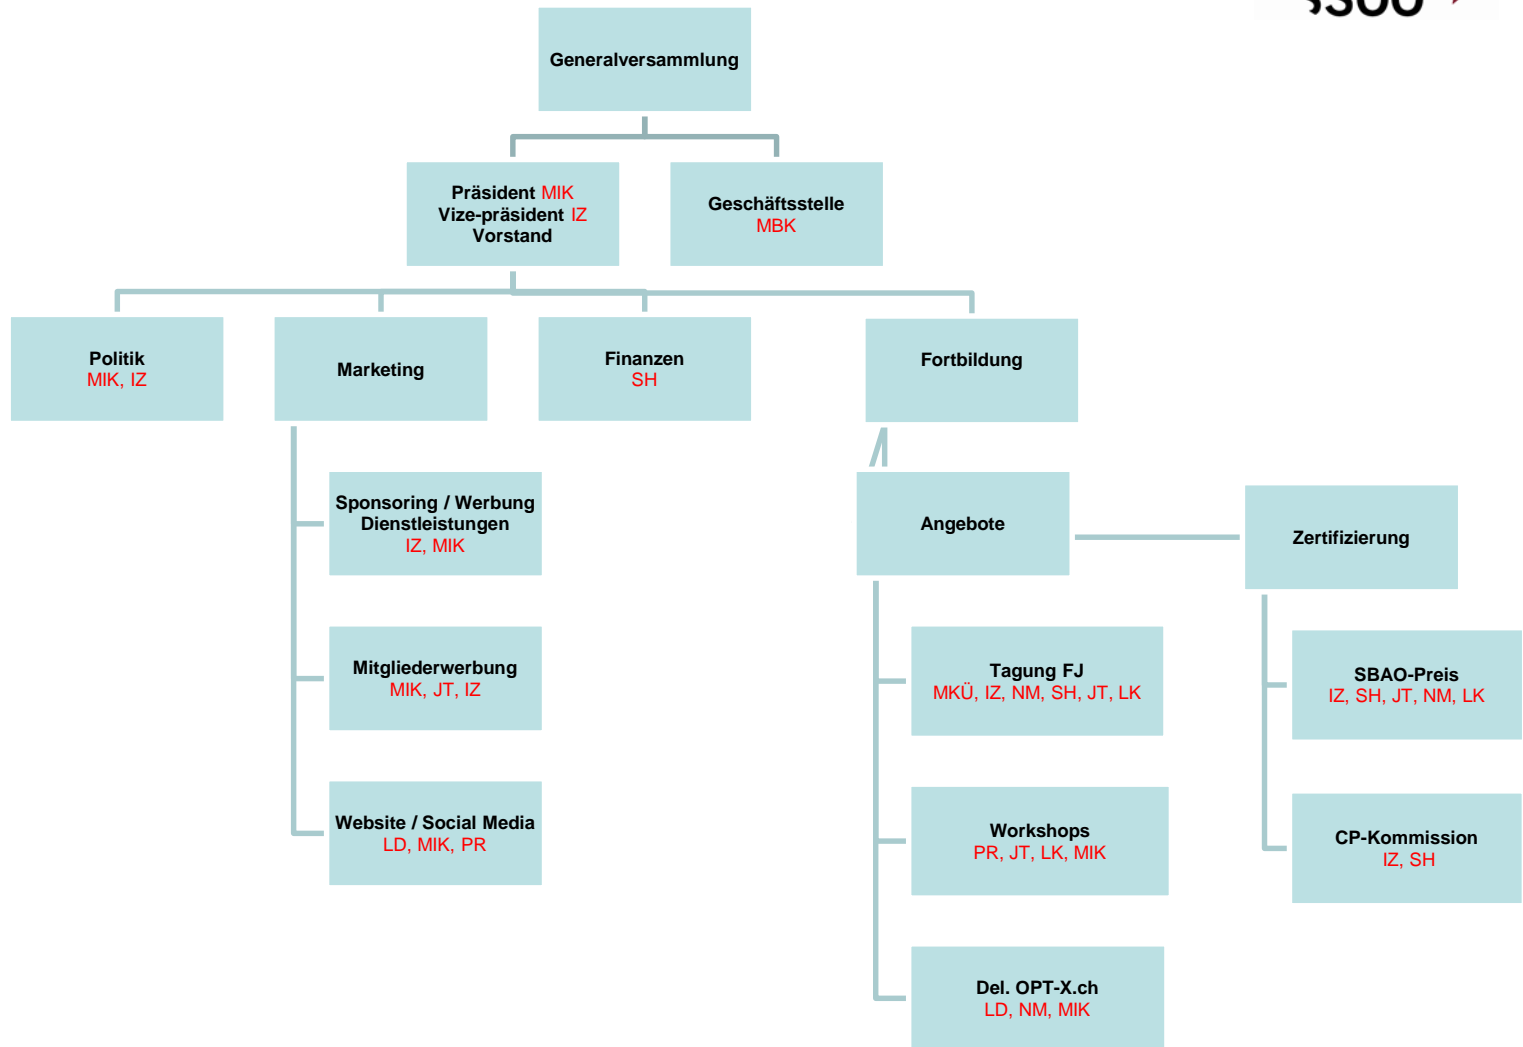 Generalversammlung
Präsident MIK
Vize-präsident IZ
Vorstand
Geschäftsstelle
MBK
Politik
MIK, IZ
Marketing
Finanzen
SH
Fortbildung
Sponsoring / Werbung
Dienstleistungen
IZ, MIK
Mitgliederwerbung
MIK, JT, IZ
Website / Social Media
LD, MIK, PR
Angebote
Zertifizierung
Tagung FJ
MKÜ, IZ, NM, SH, JT, LK
Workshops
PR, JT, LK, MIK
Del. OPT-X.ch
LD, NM, MIK
SBAO-Preis
IZ, SH, JT, NM, LK
CP-Kommission
IZ, SH